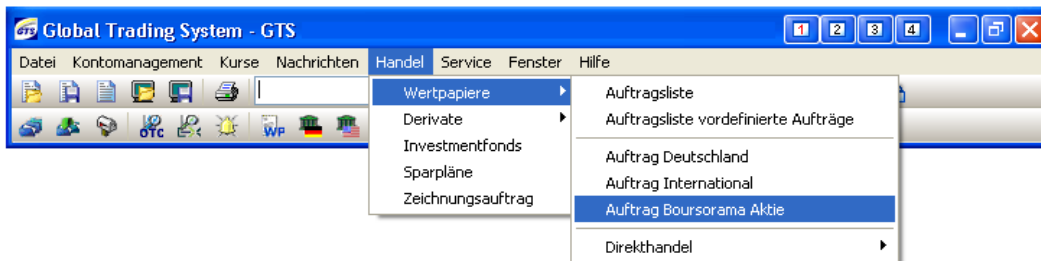 GTS Global Trading System - GTS 1 2 3 4
Datei Kontomanagement Kurse Nachrichten Handel Service Fenster Hilfe
Wertpapiere
Derivate
Investmentfonds
Sparpläne
Zeichnungsauftrag
Auftragsliste
Auftragsliste vordefinierte Aufträge
Auftrag Deutschland
Auftrag International
Auftrag Boursorama Aktie
Direkthandel
OTC WP